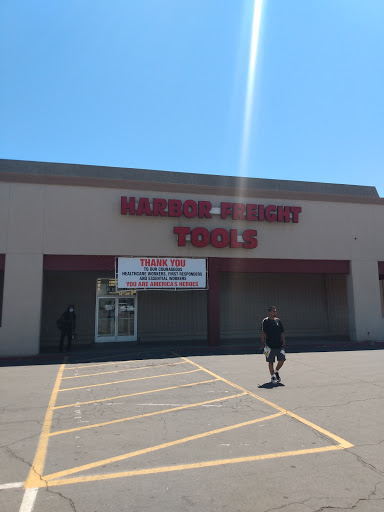 HARBOR FREIGHT
TOOLS
THANK YOU
TO OUR COURAGEOUS
HEALTHCARE WORKERS, FIRST RESPONDERS
AND ESSENTIAL WORKERS
YOU ARE AMERICA'S HEROES